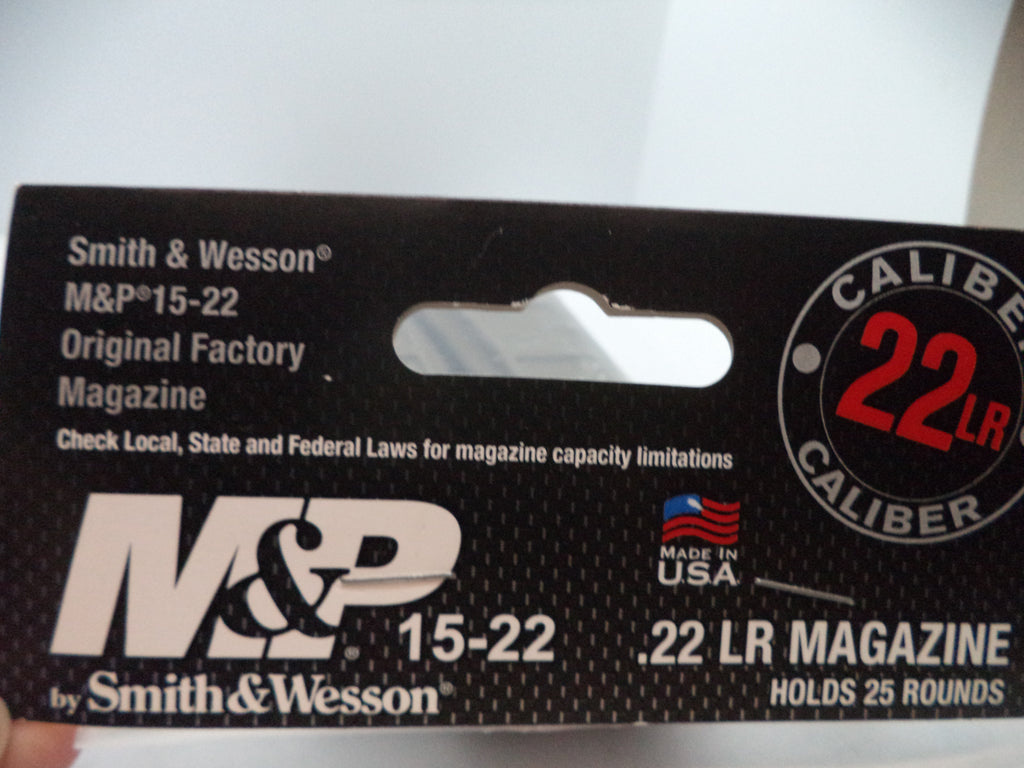 Smith & Wesson®
M&P®15-22
Original Factory
Magazine
Check Local, State and Federal Laws for magazine capacity limitations
CALIBER
22LR
CALIBER
M&P®
15-22
by Smith & Wesson®
MADE IN
U.S.A.
.22 LR MAGAZINE
HOLDS 25 ROUNDS